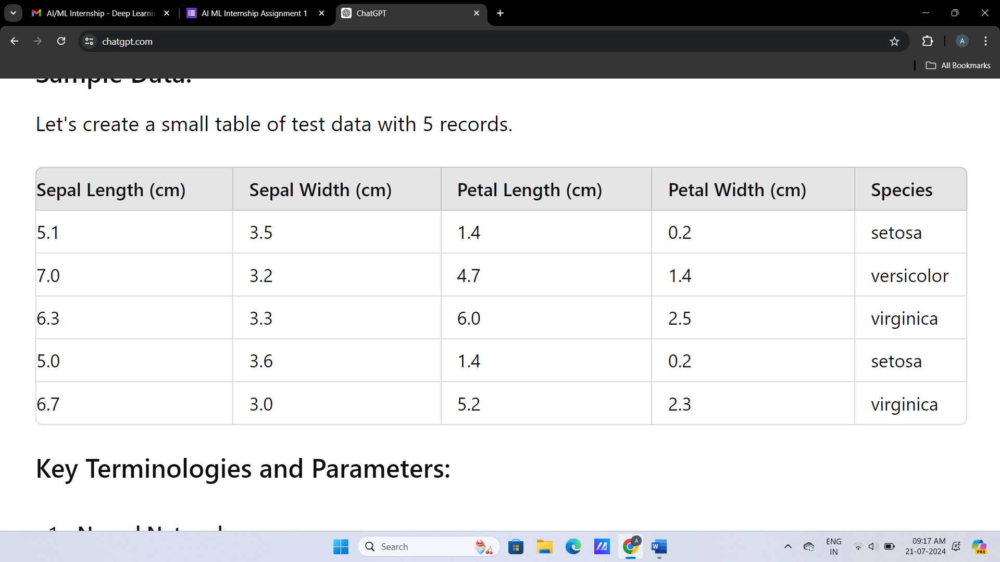 AI/ML Internship - Deep Learnin
AI ML Internship Assignment 1
ChatGPT
chatgpt.com
A
All Bookmarks
Sample Data:
Let's create a small table of test data with 5 records.
Sepal Length (cm) Sepal Width (cm) Petal Length (cm) Petal Width (cm) Species
5.1 3.5 1.4 0.2 setosa
7.0 3.2 4.7 1.4 versicolor
6.3 3.3 6.0 2.5 virginica
5.0 3.6 1.4 0.2 setosa
6.7 3.0 5.2 2.3 virginica
Key Terminologies and Parameters:
Search
A
W
ENG
IN
09:17 AM
21-07-2024
PRE